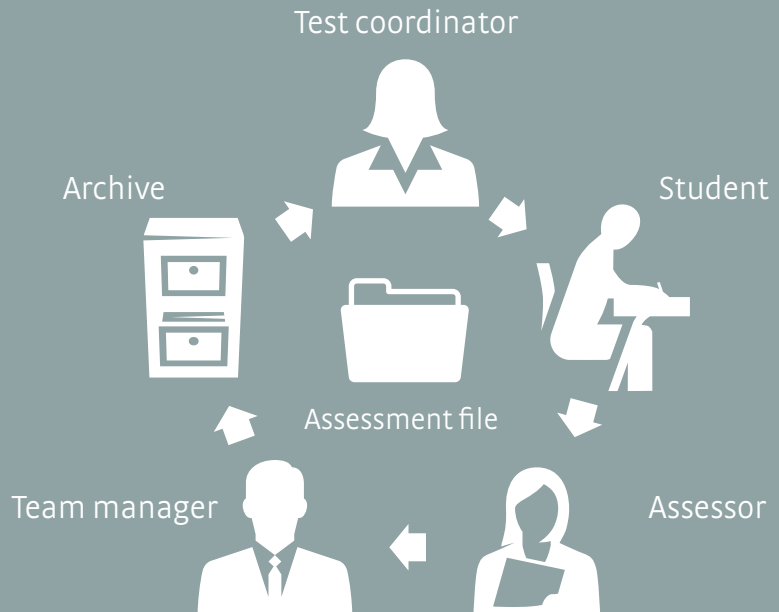 Test coordinator
Archive
Student
Assessment file
Team manager
Assessor